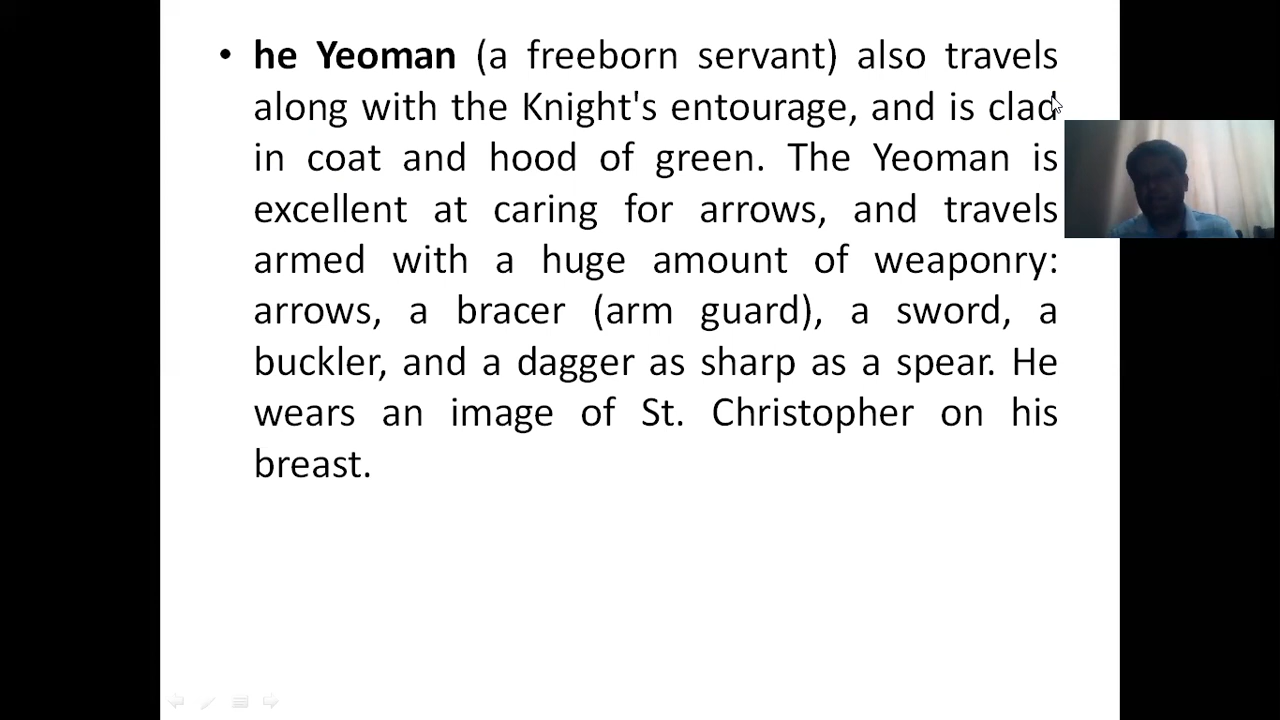 • he Yeoman (a freeborn servant) also travels
along with the Knight's entourage, and is clad
in coat and hood of green. The Yeoman is
excellent at caring for arrows, and travels
armed with a huge amount of weaponry:
arrows, a bracer (arm guard), a sword, a
buckler, and a dagger as sharp as a spear. He
wears an image of St. Christopher on his
breast.